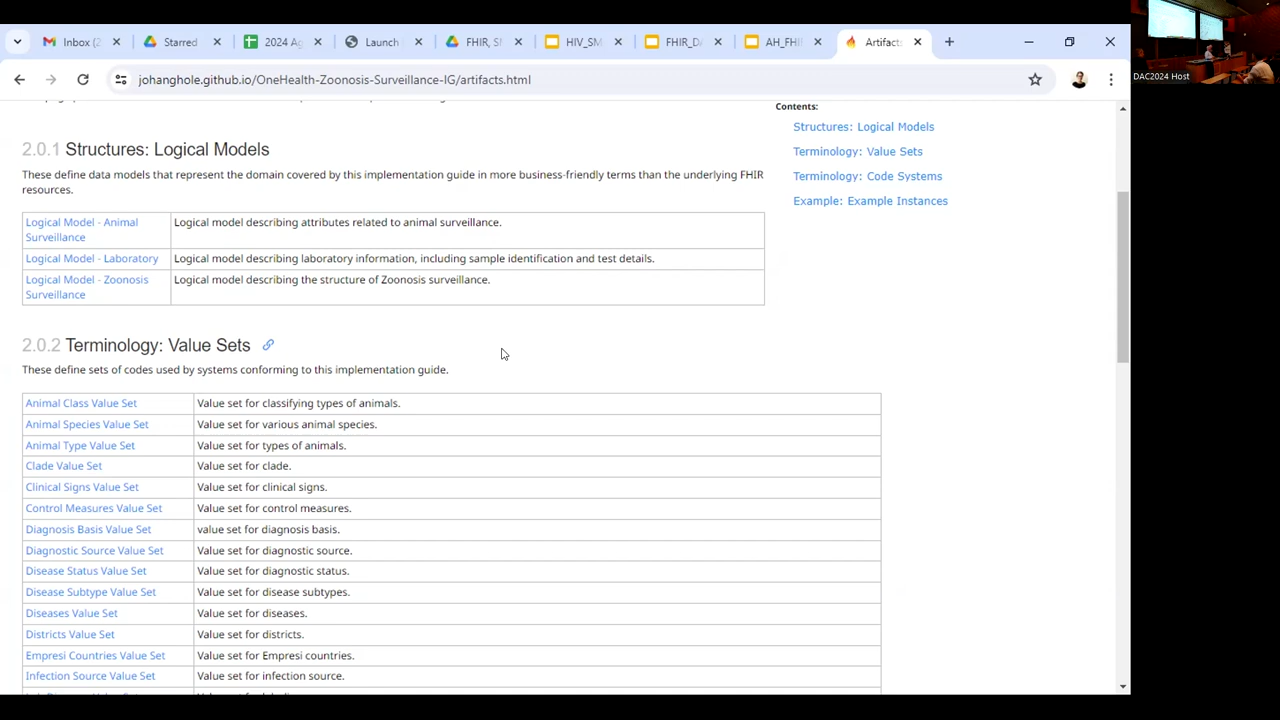 Inbox (2
Starred
2024 Ag
Launch
FHIR, S
HIV_SM
FHIR_DA
AH_FHI
Artifacts
johanghole.github.io/OneHealth-Zoonosis-Surveillance-IG/artifacts.html
DAC2024 Host
Contents:
Structures: Logical Models
Terminology: Value Sets
Terminology: Code Systems
Example: Example Instances
2.0.1 Structures: Logical Models
These define data models that represent the domain covered by this implementation guide in more business-friendly terms than the underlying FHIR
resources.
Logical Model - Animal
Surveillance
Logical model describing attributes related to animal surveillance.
Logical Model - Laboratory
Logical model describing laboratory information, including sample identification and test details.
Logical Model - Zoonosis
Surveillance
Logical model describing the structure of Zoonosis surveillance.
2.0.2 Terminology: Value Sets
These define sets of codes used by systems conforming to this implementation guide.
Animal Class Value Set
Value set for classifying types of animals.
Animal Species Value Set
Value set for various animal species.
Animal Type Value Set
Value set for types of animals.
Clade Value Set
Value set for clade.
Clinical Signs Value Set
Value set for clinical signs.
Control Measures Value Set
Value set for control measures.
Diagnosis Basis Value Set
value set for diagnosis basis.
Diagnostic Source Value Set
Value set for diagnostic source.
Disease Status Value Set
Value set for diagnostic status.
Disease Subtype Value Set
Value set for disease subtypes.
Diseases Value Set
Value set for diseases.
Districts Value Set
Value set for districts.
Empresi Countries Value Set
Value set for Empresi countries.
Infection Source Value Set
Value set for infection source.